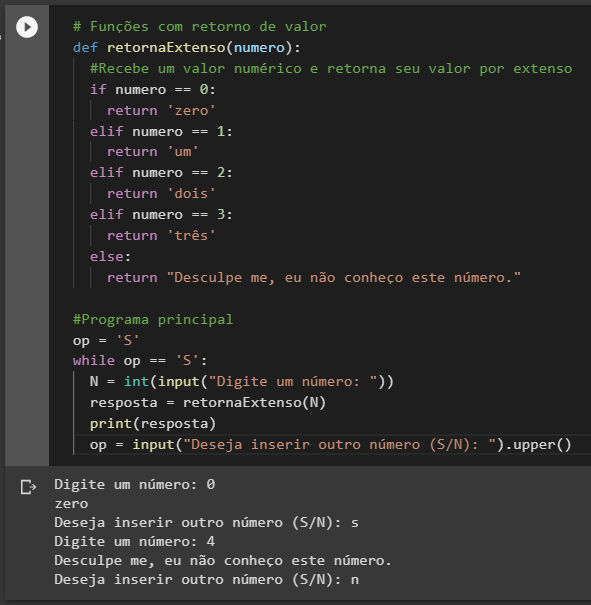 # Funções com retorno de valor
def retornaExtenso(numero):
  #Recebe um valor numérico e retorna seu valor por extenso
  if numero == 0:
    return 'zero'
  elif numero == 1:
    return 'um'
  elif numero == 2:
    return 'dois'
  elif numero == 3:
    return 'três'
  else:
    return "Desculpe me, eu não conheço este número."
#Programa principal
op = 'S'
while op == 'S':
  N = int(input("Digite um número: "))
  resposta = retornaExtenso(N)
  print(resposta)
  op = input("Deseja inserir outro número (S/N): ").upper()
Digite um número: 0
zero
Deseja inserir outro número (S/N): s
Digite um número: 4
Desculpe me, eu não conheço este número.
Deseja inserir outro número (S/N): n